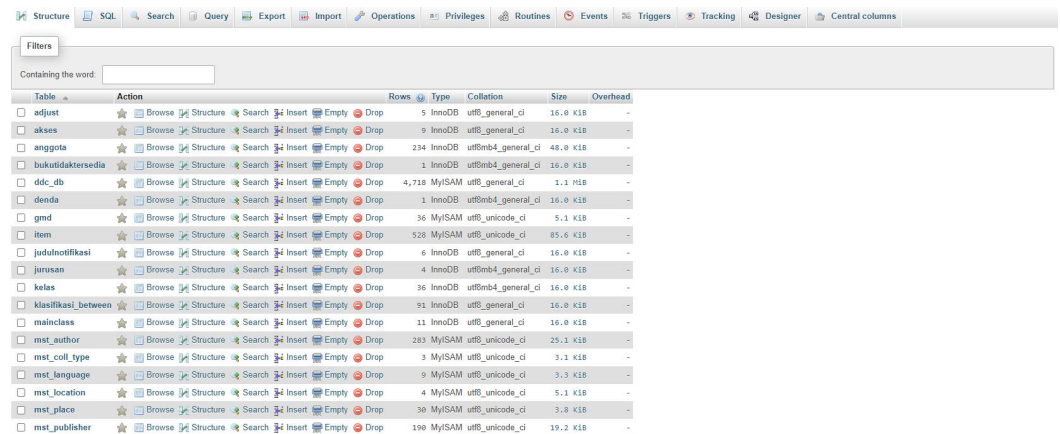 Structure SQL Search Query Export Import Operations Privileges Routines Events Triggers Tracking Designer Central columns
Filters
Containing the word:
Table Action Rows Type Collation Size Overhead
adjust Browse Structure Search Insert Empty Drop 5 InnoDB utf8_general_ci 16.0 KiB -
akses Browse Structure Search Insert Empty Drop 9 InnoDB utf8_general_ci 16.0 KiB -
anggota Browse Structure Search Insert Empty Drop 234 InnoDB utf8mb4_general_ci 48.0 KiB -
bukutidaktersedia Browse Structure Search Insert Empty Drop 1 InnoDB utf8mb4_general_ci 16.0 KiB -
ddc_db Browse Structure Search Insert Empty Drop 4,718 MyISAM utf8_general_ci 1.1 MiB -
denda Browse Structure Search Insert Empty Drop 1 InnoDB utf8mb4_general_ci 16.0 KiB -
gmd Browse Structure Search Insert Empty Drop 36 MyISAM utf8_unicode_ci 5.1 KiB -
item Browse Structure Search Insert Empty Drop 528 MyISAM utf8_unicode_ci 85.6 KiB -
judulnotifikasi Browse Structure Search Insert Empty Drop 6 InnoDB utf8_general_ci 16.0 KiB -
jurusan Browse Structure Search Insert Empty Drop 4 InnoDB utf8mb4_general_ci 16.0 KiB -
kelas Browse Structure Search Insert Empty Drop 36 InnoDB utf8mb4_general_ci 16.0 KiB -
klasifikasi_between Browse Structure Search Insert Empty Drop 91 InnoDB utf8_general_ci 16.0 KiB -
mainclass Browse Structure Search Insert Empty Drop 11 InnoDB utf8_general_ci 16.0 KiB -
mst_author Browse Structure Search Insert Empty Drop 283 MyISAM utf8_unicode_ci 25.1 KiB -
mst_coll_type Browse Structure Search Insert Empty Drop 3 MyISAM utf8_unicode_ci 3.1 KiB -
mst_language Browse Structure Search Insert Empty Drop 9 MyISAM utf8_unicode_ci 3.3 KiB -
mst_location Browse Structure Search Insert Empty Drop 4 MyISAM utf8_unicode_ci 5.1 KiB -
mst_place Browse Structure Search Insert Empty Drop 30 MyISAM utf8_unicode_ci 3.8 KiB -
mst_publisher Browse Structure Search Insert Empty Drop 190 MyISAM utf8_unicode_ci 19.2 KiB -